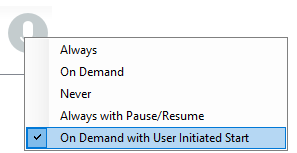 Always
On Demand
Never
Always with Pause/Resume
On Demand with User Initiated Start